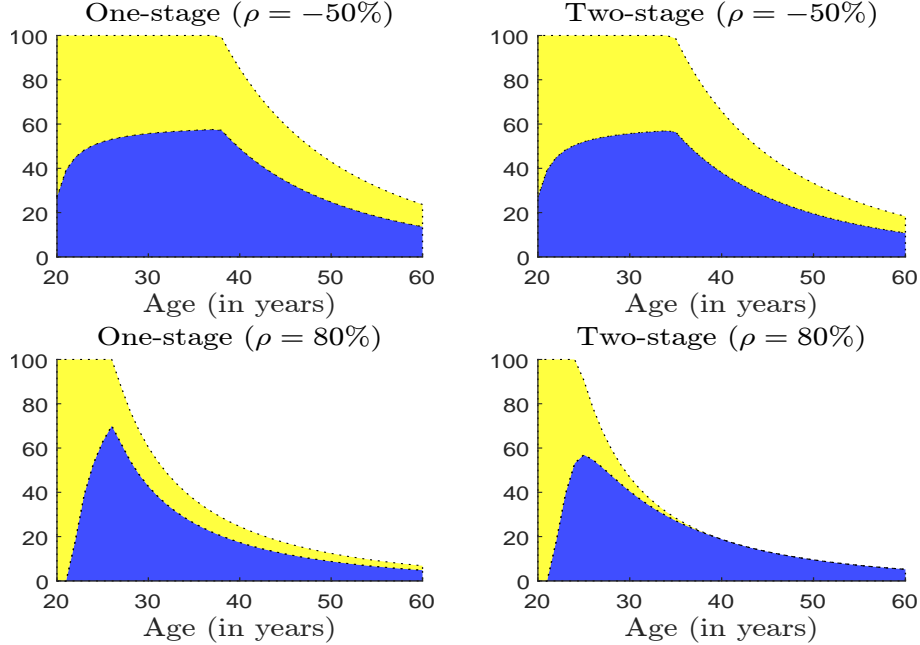 One-stage (ρ = −50%)
100
80
60
40
20
0
20 30 40 50 60
Age (in years)
Two-stage (ρ = −50%)
100
80
60
40
20
0
20 30 40 50 60
Age (in years)
One-stage (ρ = 80%)
100
80
60
40
20
0
20 30 40 50 60
Age (in years)
Two-stage (ρ = 80%)
100
80
60
40
20
0
20 30 40 50 60
Age (in years)